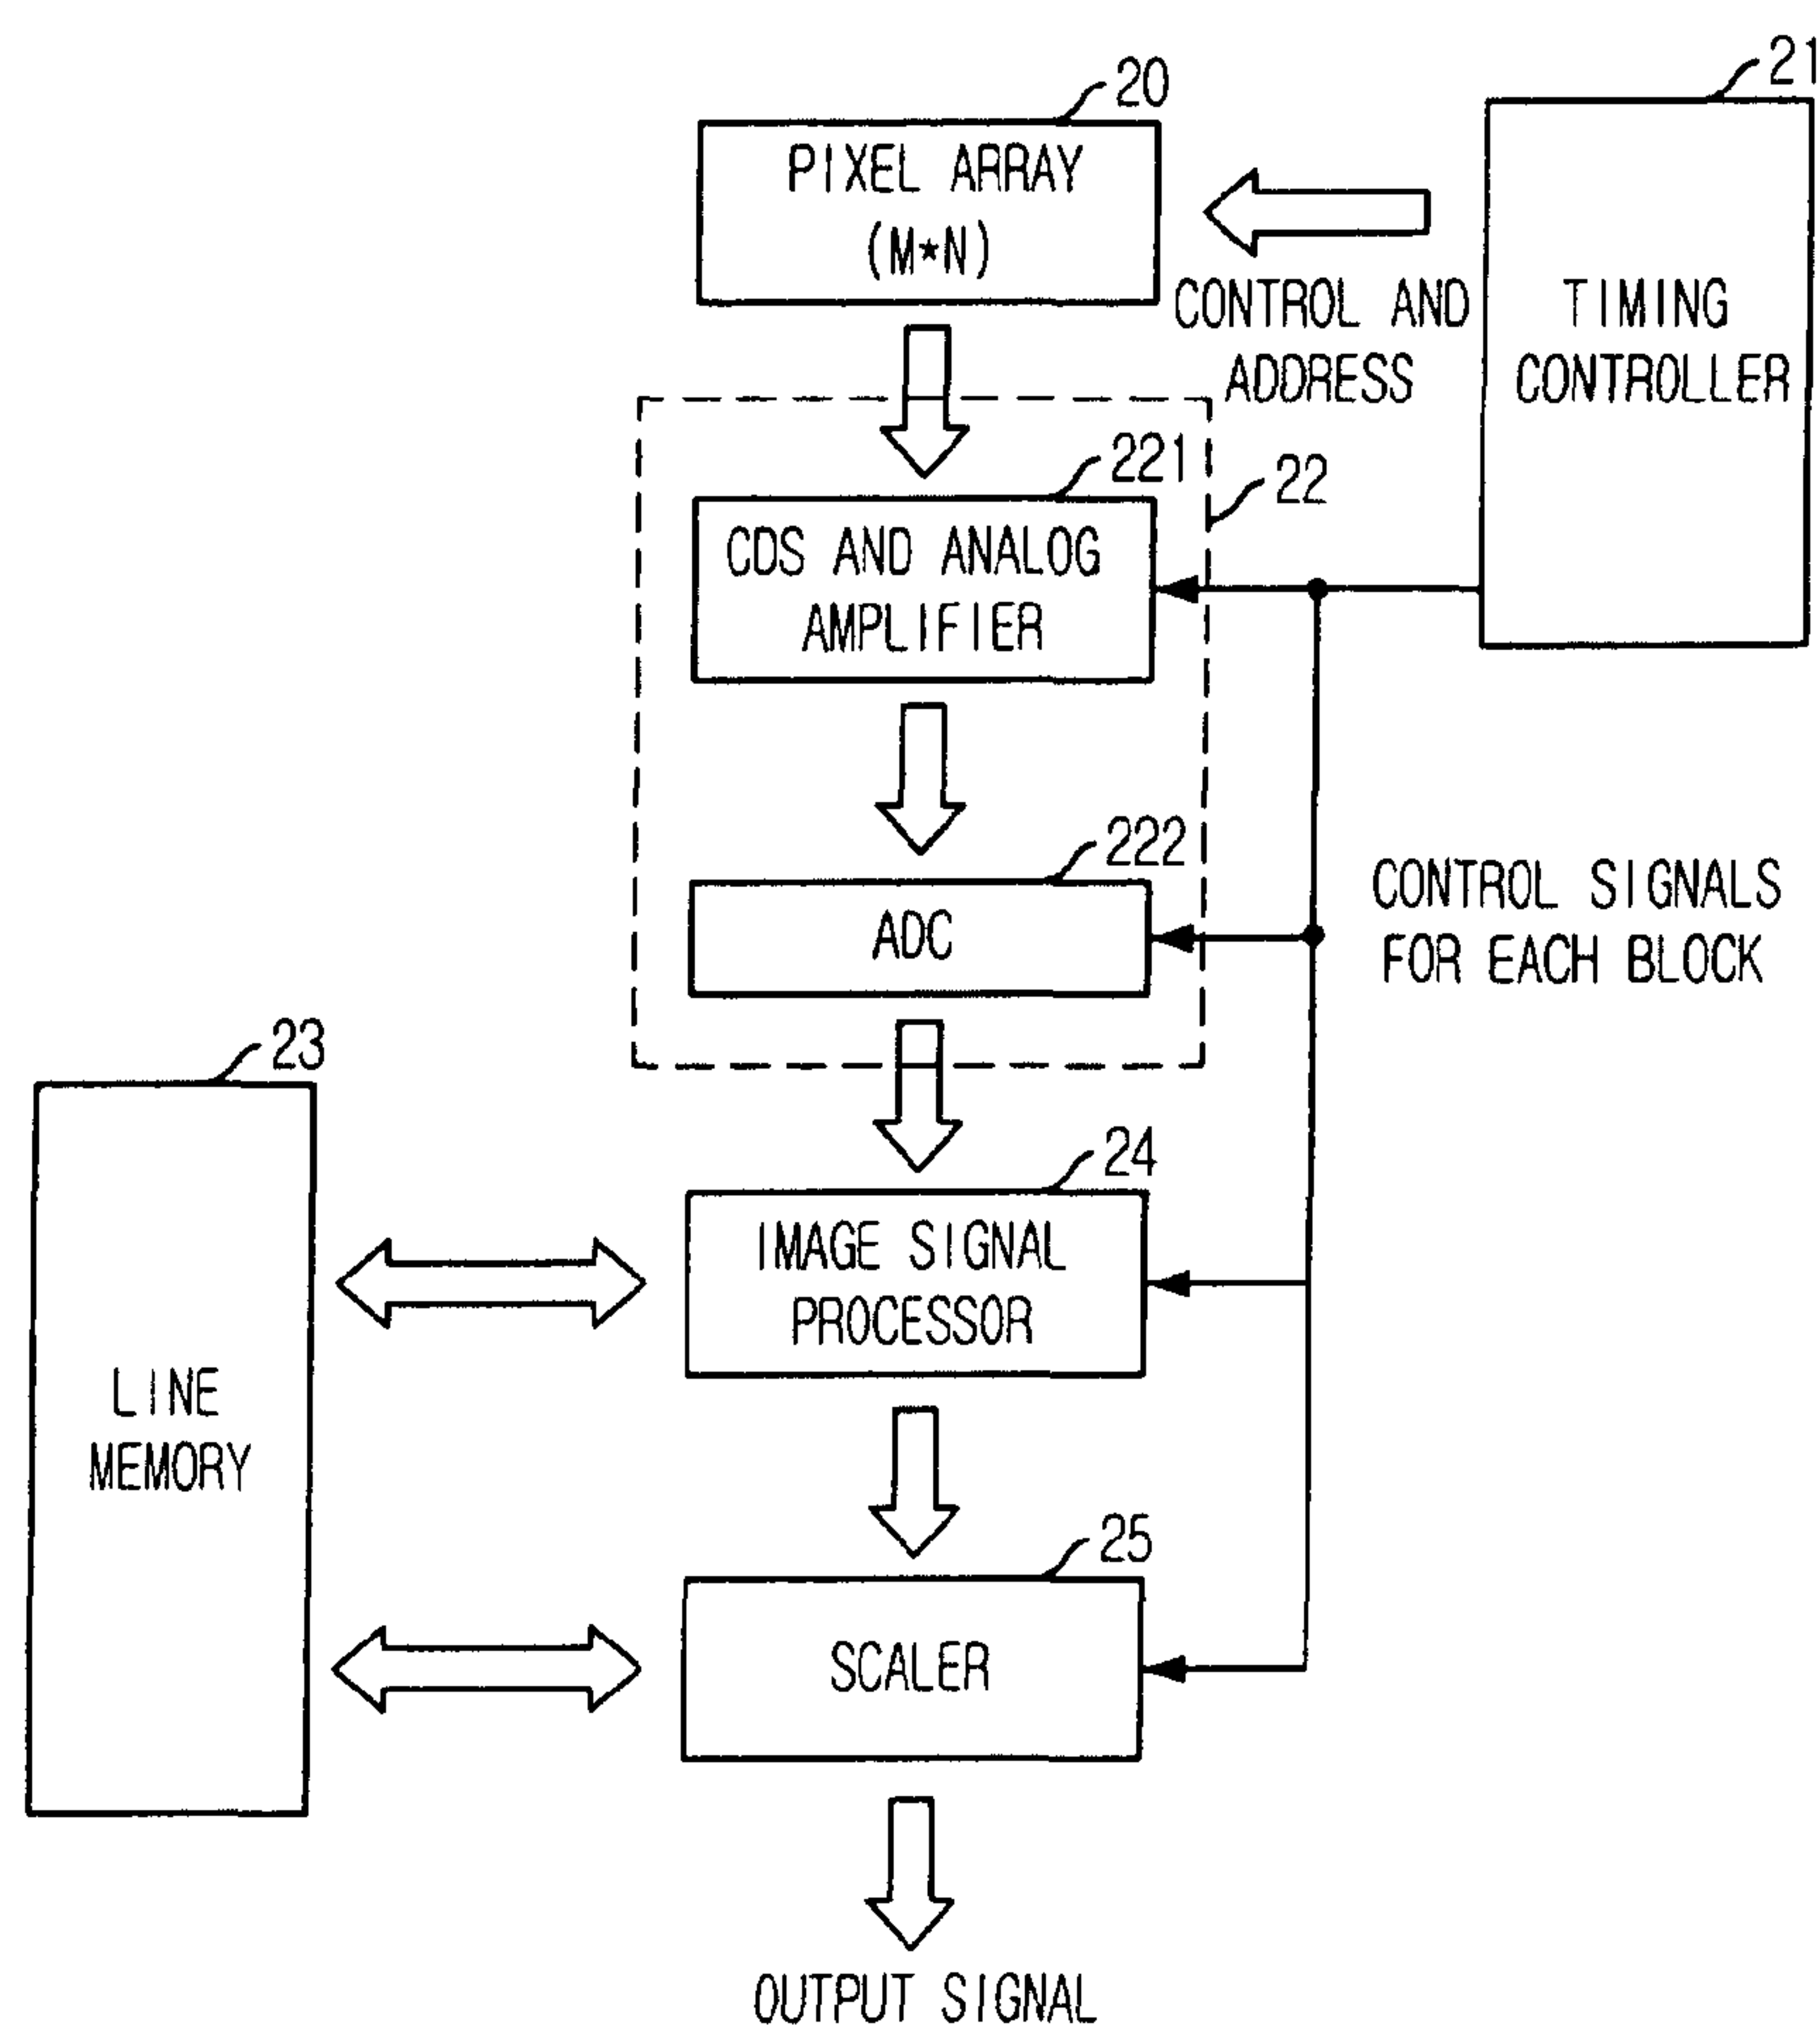 20
21
PIXEL ARRAY
(M*N)
CONTROL AND
ADDRESS
TIMING
CONTROLLER
221
22
CDS AND ANALOG
AMPLIFIER
222
ADC
CONTROL SIGNALS
FOR EACH BLOCK
23
24
IMAGE SIGNAL
PROCESSOR
LINE
MEMORY
25
SCALER
OUTPUT SIGNAL